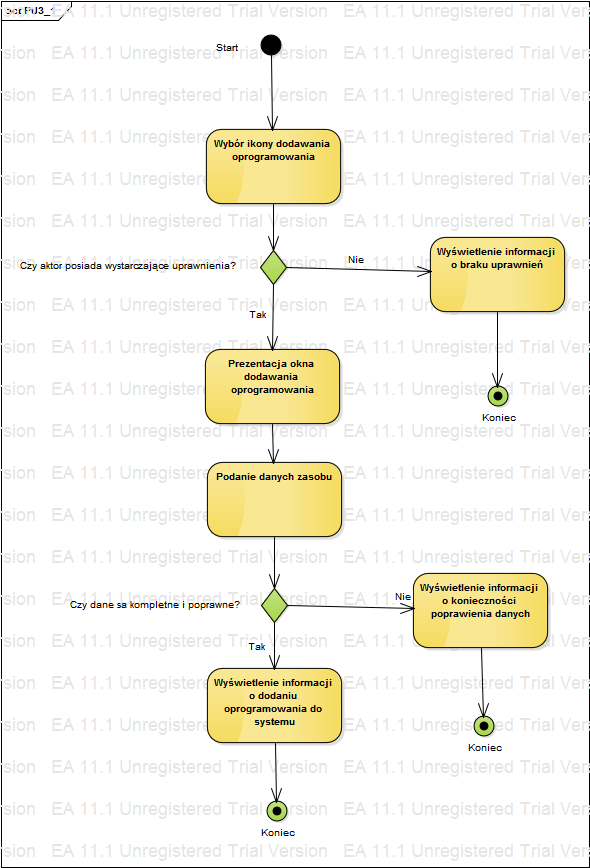 EA 11.1 Unregistered Trial Version
Start
Wybór ikony dodawania
oprogramowania
Czy aktor posiada wystarczające uprawnienia?
Nie
Wyświetlenie informacji
o braku uprawnień
Tak
Koniec
Prezentacja okna
dodawania
oprogramowania
Podanie danych zasobu
Czy dane sa kompletne i poprawne?
Nie
Wyświetlenie informacji
o konieczności
poprawienia danych
Tak
Wyświetlenie informacji
o dodaniu
oprogramowania do
systemu
Koniec
Koniec